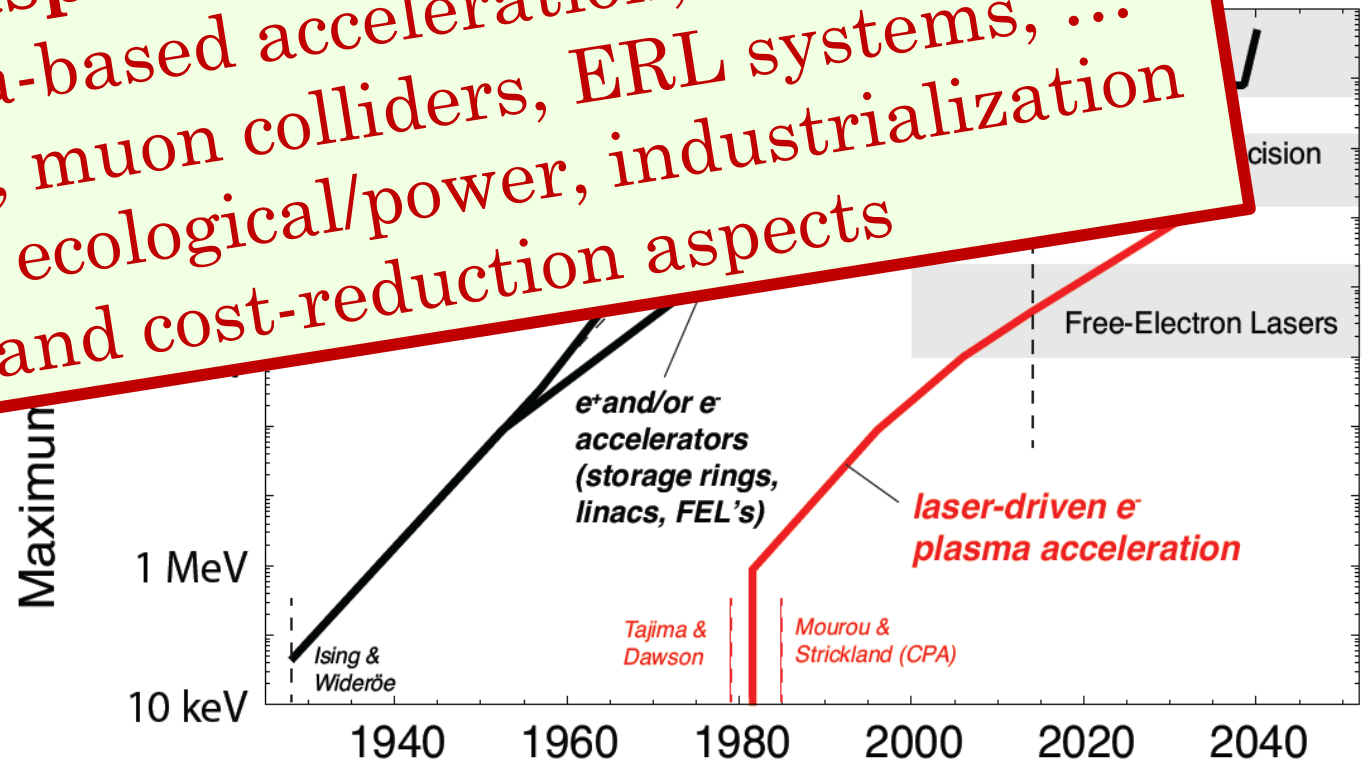 -based acceleration,
, muon colliders, ERL systems, ...
ecological/power, industrialization
and cost-reduction aspects
cision
Free-Electron Lasers
e⁺and/or e⁻
accelerators
(storage rings,
linacs, FEL's)
laser-driven e⁻
plasma acceleration
Maximum
1 MeV
Tajima &
Dawson
Mourou &
Strickland (CPA)
Ising &
Wideröe
10 keV
1940 1960 1980 2000 2020 2040